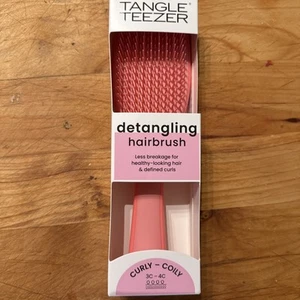 TANGLE
TEEZER
detangling
hairbrush
Less breakage for
healthy-looking hair
& defined curls
CURLY – COILY
3C – 4C